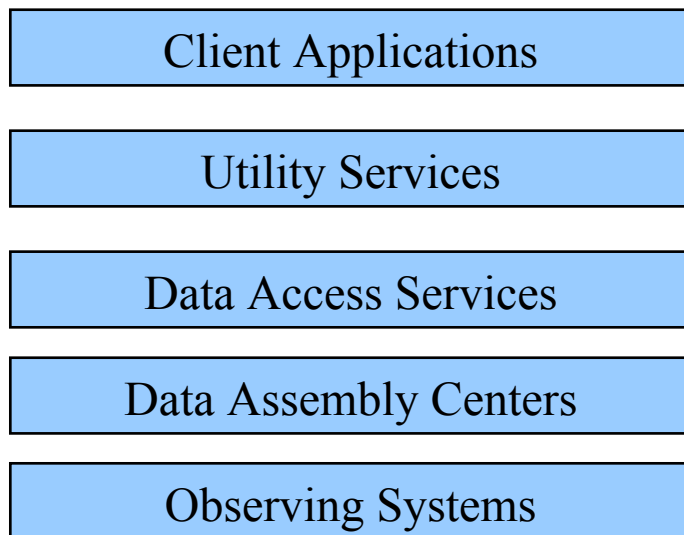 Client Applications
Utility Services
Data Access Services
Data Assembly Centers
Observing Systems